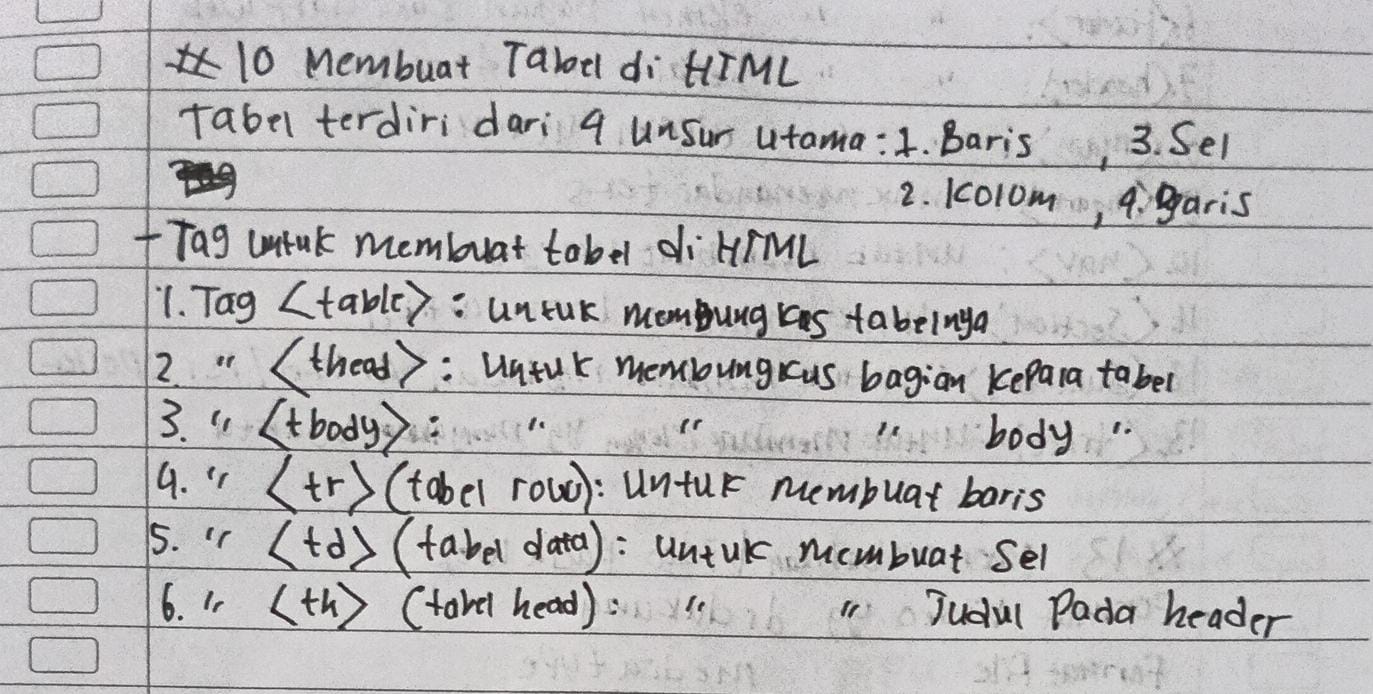 # 10 Membuat Tabel di HTML
Tabel terdiri dari 4 unsur utama : 1. Baris , 3. Sel
2. Kolom , 4. garis
- Tag untuk membuat tabel di HTML
1. Tag <table> : untuk membungkus tabelnya
2. " <thead> : untuk membungkus bagian kepala tabel
3. " <tbody> : " " " body "
4. " <tr> (tabel row) : untuk membuat baris
5. " <td> (tabel data) : untuk membuat Sel
6. " <th> (tabel head) : " " Judul Pada header